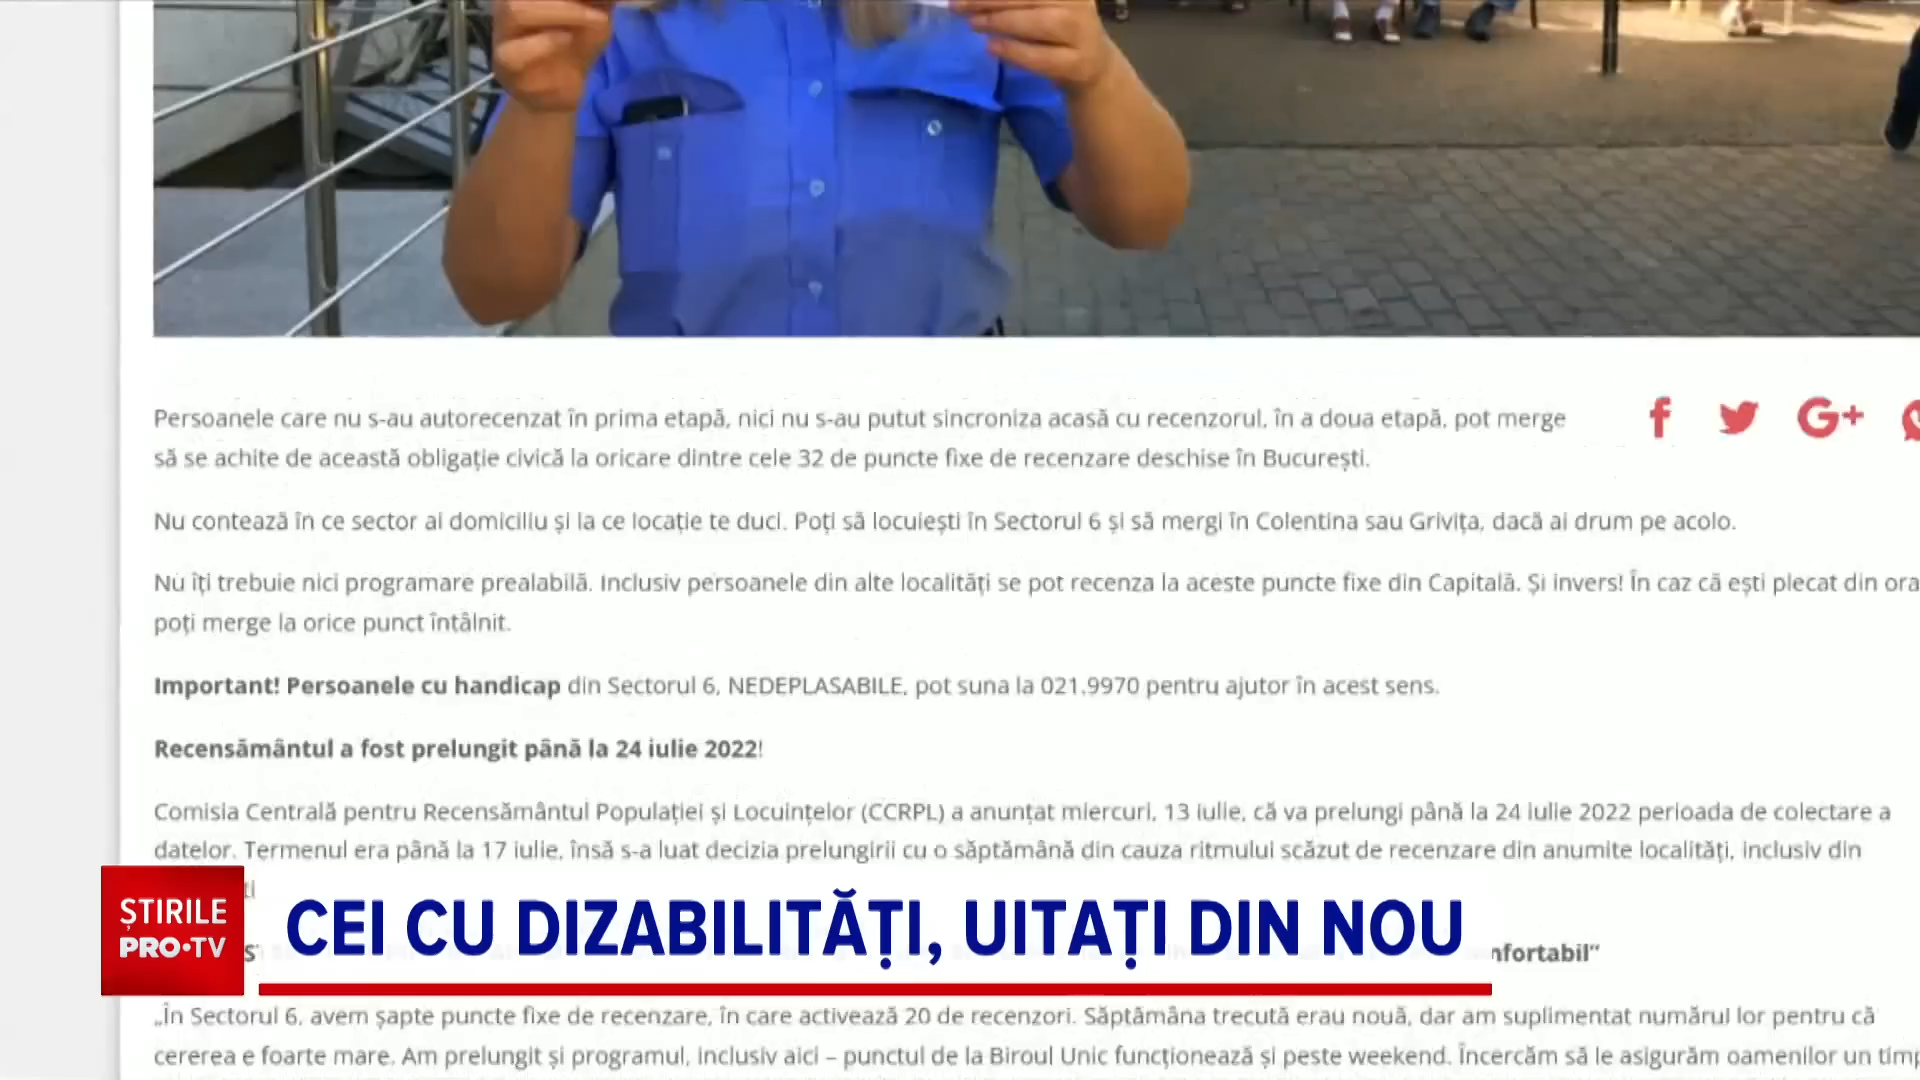 Persoanele care nu s-au autorecenzat în prima etapă, nici nu s-au putut sincroniza acasă cu recenzorul, în a doua etapă, pot merge
să se achite de această obligație civică la oricare dintre cele 32 de puncte fixe de recenzare deschise în București.
Nu contează în ce sector ai domiciliu și la ce locație te duci. Poți să locuiești în Sectorul 6 și să mergi în Colentina sau Grivița, dacă ai drum pe acolo.
Nu îți trebuie nici programare prealabilă. Inclusiv persoanele din alte localități se pot recenza la aceste puncte fixe din Capitală. Și invers! În caz că ești plecat din
poți merge la orice punct întâlnit.
Important! Persoanele cu handicap din Sectorul 6, NEDEPLASABILE, pot suna la 021.9970 pentru ajutor în acest sens.
Recensământul a fost prelungit până la 24 iulie 2022!
Comisia Centrală pentru Recensământul Populației și Locuințelor (CCRPL) a anunțat miercuri, 13 iulie, că va prelungi până la 24 iulie 2022 perioada de colectare a
datelor. Termenul era până la 17 iulie, însă s-a luat decizia prelungirii cu o săptămână din cauza ritmului scăzut de recenzare din anumite localități, inclusiv din
ȘTIRILE
PRO•TV
CEI CU DIZABILITĂȚI, UITAȚI DIN NOU
nfortabil"
„În Sectorul 6, avem șapte puncte fixe de recenzare, în care activează 20 de recenzori. Săptămâna trecută erau nouă, dar am suplimentat numărul lor pentru că
cererea e foarte mare. Am prelungit și programul, inclusiv aici – punctul de la Biroul Unic funcționează și peste weekend. Încercăm să le asigurăm oamenilor un